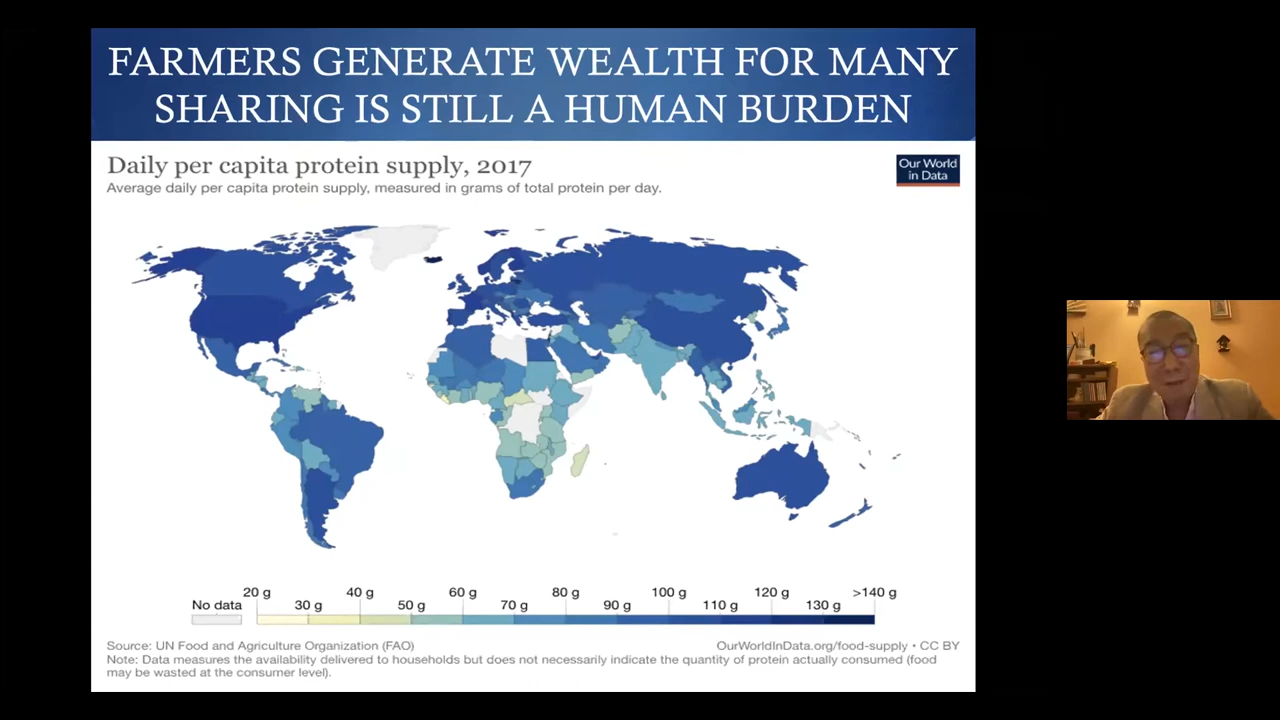 FARMERS GENERATE WEALTH FOR MANY
SHARING IS STILL A HUMAN BURDEN
Daily per capita protein supply, 2017
Average daily per capita protein supply, measured in grams of total protein per day.
Our World
in Data
20 g 40 g 60 g 80 g 100 g 120 g >140 g
No data 30 g 50 g 70 g 90 g 110 g 130 g
Source: UN Food and Agriculture Organization (FAO) OurWorldInData.org/food-supply • CC BY
Note: Data measures the availability delivered to households but does not necessarily indicate the quantity of protein actually consumed (food
may be wasted at the consumer level).